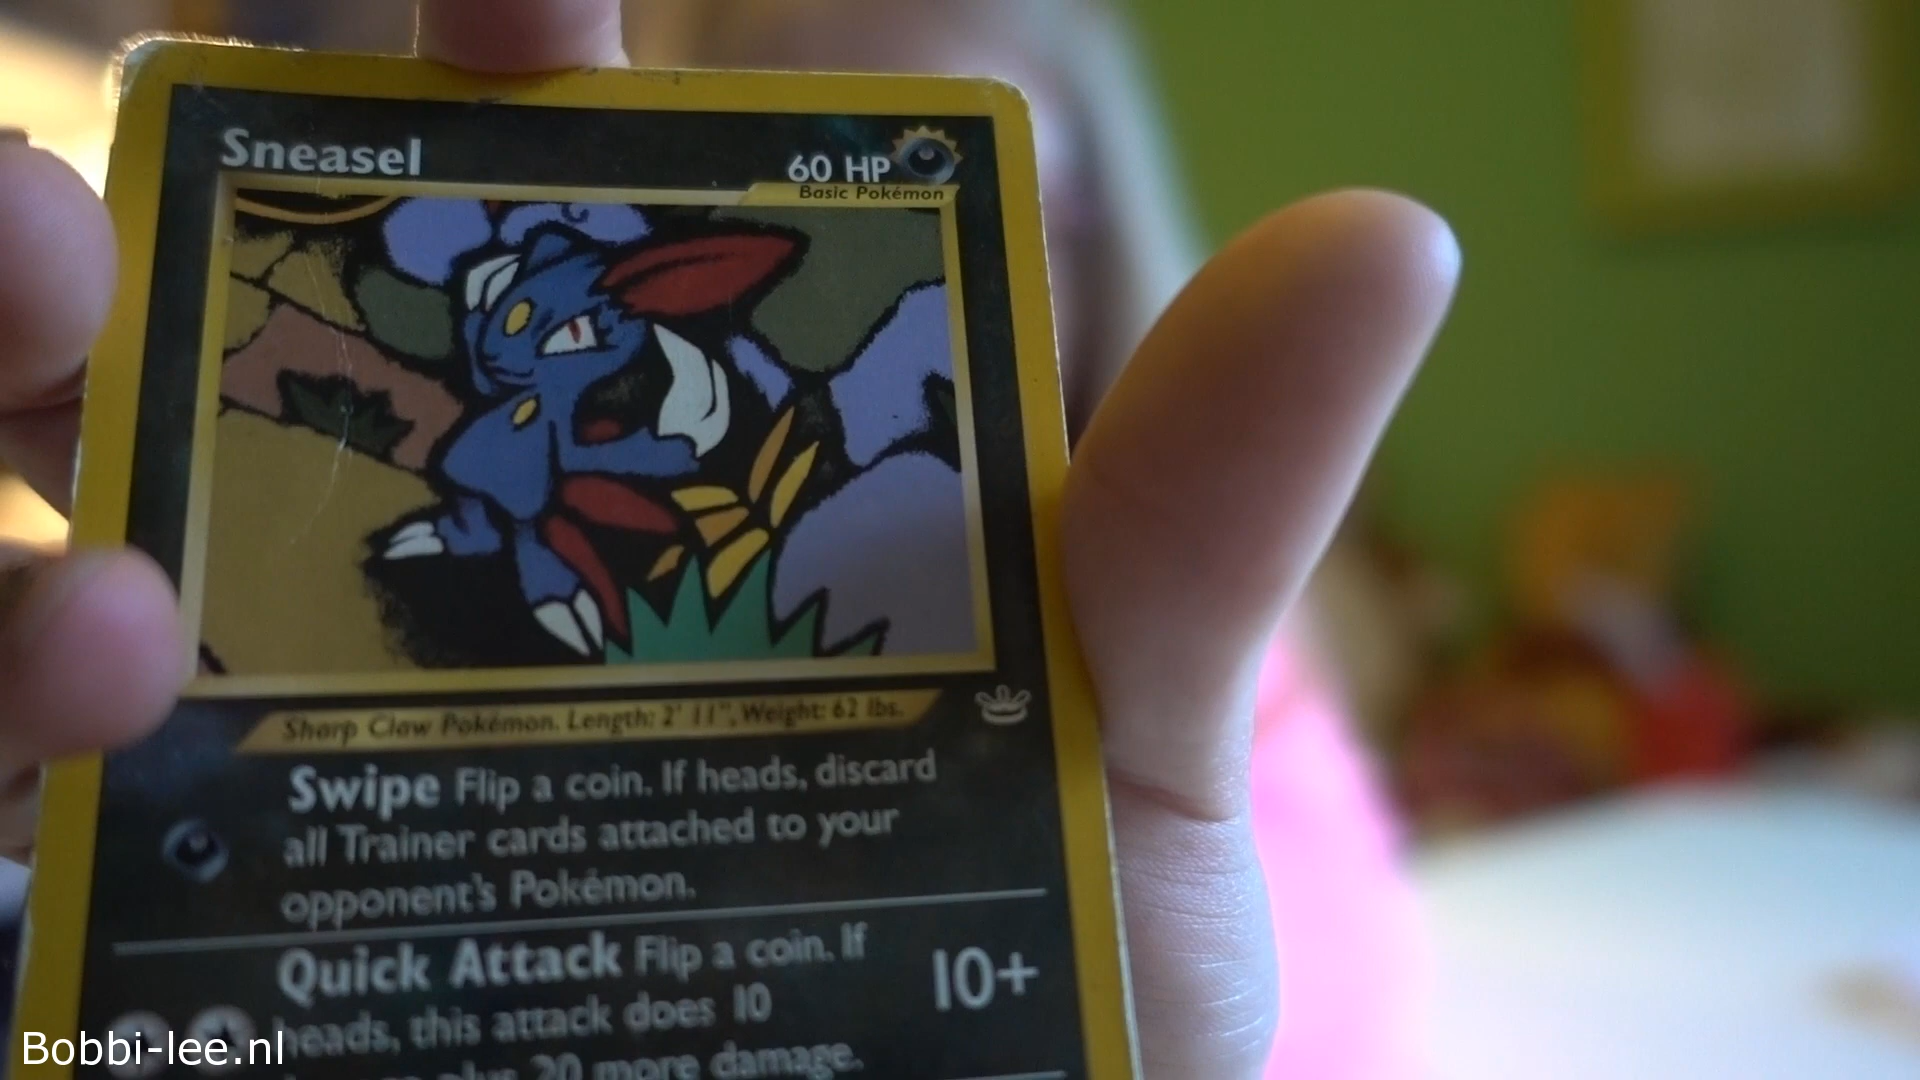 Sneasel
60 HP
Basic Pokémon
Sharp Claw Pokémon. Length: 2' 11", Weight: 62 lbs.
Swipe Flip a coin. If heads, discard
all Trainer cards attached to your
opponent's Pokémon.
Quick Attack Flip a coin. If
10+
heads, this attack does 10
plus 20 more damage.
Bobbi-lee.nl